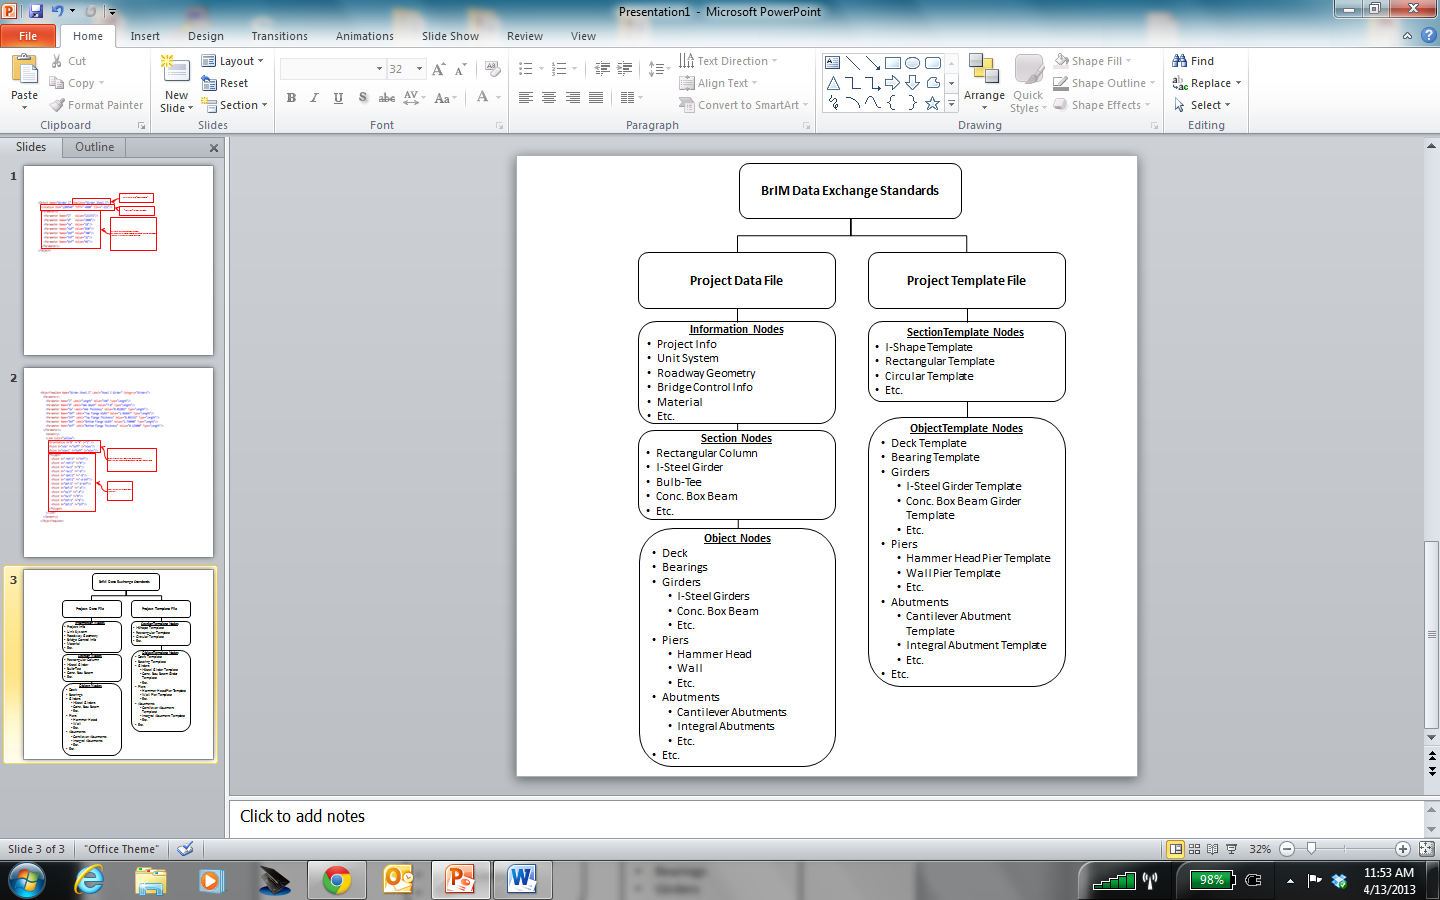 Presentation1 - Microsoft PowerPoint
File Home Insert Design Transitions Animations Slide Show Review View
Paste
Cut
Copy
Format Painter
Clipboard
New Slide
Layout
Reset
Section
Slides
32
Font
Text Direction
Align Text
Convert to SmartArt
Paragraph
Arrange
Quick Styles
Shape Fill
Shape Outline
Shape Effects
Drawing
Find
Replace
Select
Editing
Slides Outline
1
2
3
BrIM Data Exchange Standards
Project Data File
Project Template File
Information Nodes
• Project Info
• Unit System
• Roadway Geometry
• Bridge Control Info
• Material
• Etc.
Section Nodes
• Rectangular Column
• I-Steel Girder
• Bulb-Tee
• Conc. Box Beam
• Etc.
Object Nodes
• Deck
• Bearings
• Girders
• I-Steel Girders
• Conc. Box Beam
• Etc.
• Piers
• Hammer Head
• Wall
• Etc.
• Abutments
• Cantilever Abutments
• Integral Abutments
• Etc.
• Etc.
SectionTemplate Nodes
• I-Shape Template
• Rectangular Template
• Circular Template
• Etc.
ObjectTemplate Nodes
• Deck Template
• Bearing Template
• Girders
• I-Steel Girder Template
• Conc. Box Beam Girder
Template
• Etc.
• Piers
• Hammer Head Pier Template
• Wall Pier Template
• Etc.
• Abutments
• Cantilever Abutment
Template
• Integral Abutment Template
• Etc.
• Etc.
Click to add notes
Slide 3 of 3 "Office Theme" 32%
98%
11:53 AM
4/13/2013